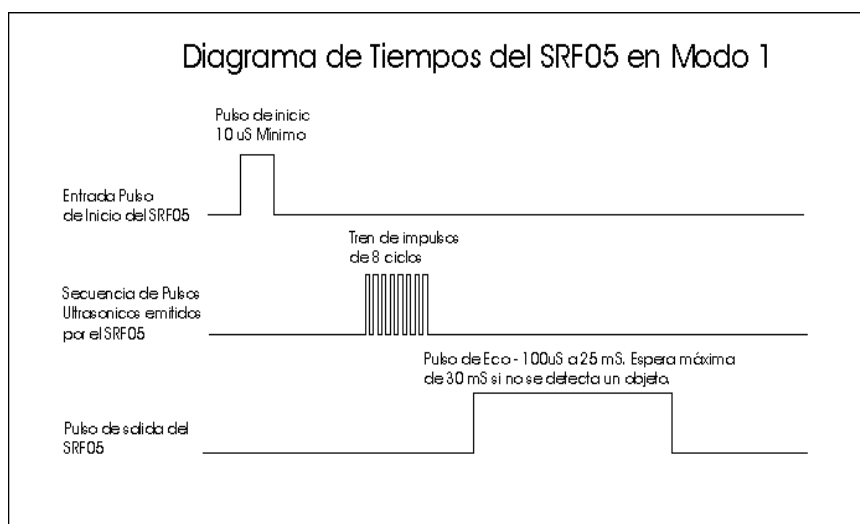 Diagrama de Tiempos del SRF05 en Modo 1
Pulso de inicio
10 uS Mínimo
Entrada Pulso
de Inicio del SRF05
Tren de impulsos
de 8 ciclos
Secuencia de Pulsos
Ultrasonicos emitidos
por el SRF05
Pulso de Eco - 100uS a 25 mS. Espera máxima
de 30 mS si no se detecta un objeto.
Pulso de salida del
SRF05